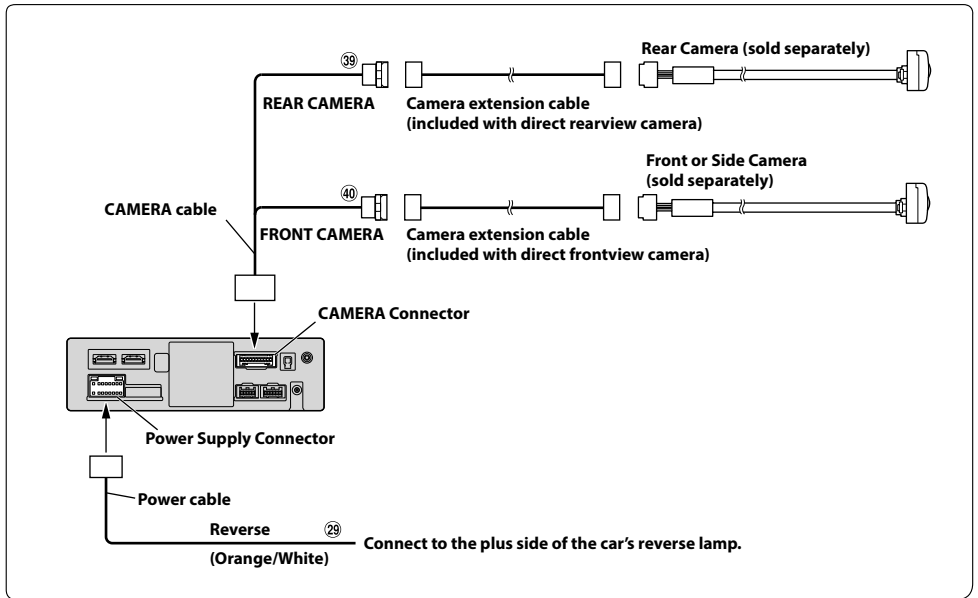 Rear Camera (sold separately)
㊴
REAR CAMERA
Camera extension cable
(included with direct rearview camera)
Front or Side Camera
(sold separately)
㊵
CAMERA cable
FRONT CAMERA
Camera extension cable
(included with direct frontview camera)
CAMERA Connector
Power Supply Connector
Power cable
Reverse
㉙
(Orange/White)
Connect to the plus side of the car’s reverse lamp.